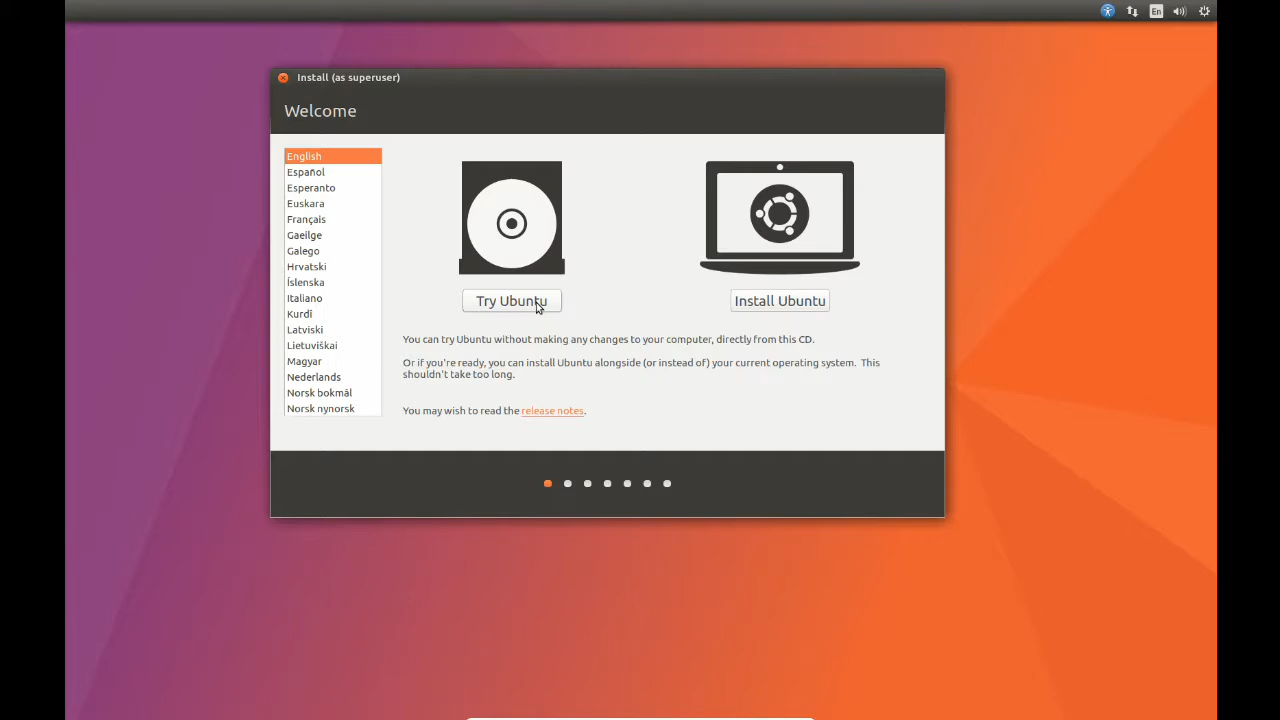 En
Install (as superuser)
Welcome
English
Español
Esperanto
Euskara
Français
Gaeilge
Galego
Hrvatski
Íslenska
Italiano
Kurdî
Latviski
Lietuviškai
Magyar
Nederlands
Norsk bokmål
Norsk nynorsk
Try Ubuntu
Install Ubuntu
You can try Ubuntu without making any changes to your computer, directly from this CD.
Or if you're ready, you can install Ubuntu alongside (or instead of) your current operating system. This
shouldn't take too long.
You may wish to read the release notes.